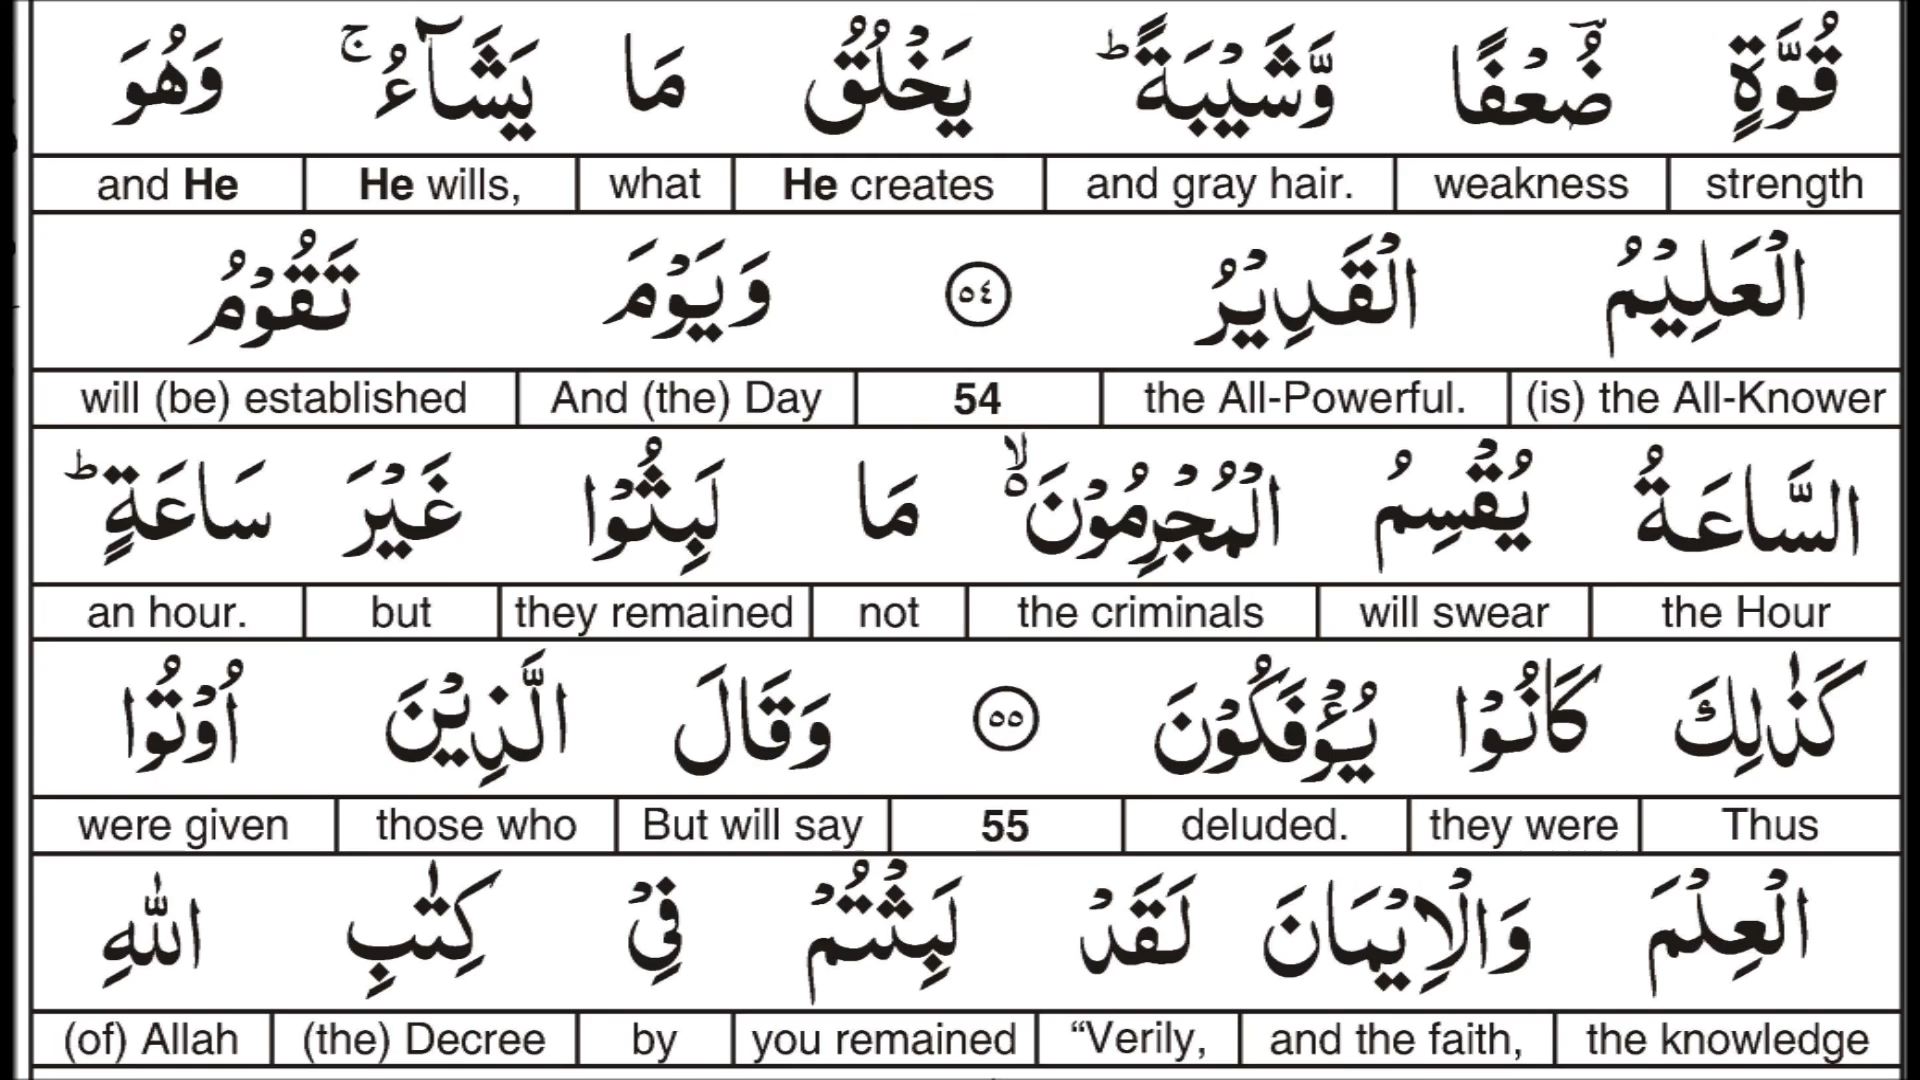 قُوَّةٍ ضُعْفًا وَّشَيْبَةً ؕ يَخْلُقُ مَا يَشَآءُ ۚ وَهُوَ
strength weakness and gray hair. He creates what He wills, and He
الْعَلِيْمُ الْقَدِيْرُ ٥٤ وَيَوْمَ تَقُوْمُ
(is) the All-Knower the All-Powerful. 54 And (the) Day will (be) established
السَّاعَةُ يُقْسِمُ الْمُجْرِمُوْنَ ۙ۬ مَا لَبِثُوْا غَيْرَ سَاعَةٍ ؕ
the Hour will swear the criminals not they remained but an hour.
كَذٰلِكَ كَانُوْا يُؤْفَكُوْنَ ٥٥ وَقَالَ الَّذِيْنَ اُوْتُوا
Thus they were deluded. 55 But will say those who were given
الْعِلْمَ وَالْاِيْمَانَ لَقَدْ لَبِثْتُمْ فِيْ كِتٰبِ اللّٰهِ
the knowledge and the faith, “Verily, you remained by (the) Decree (of) Allah